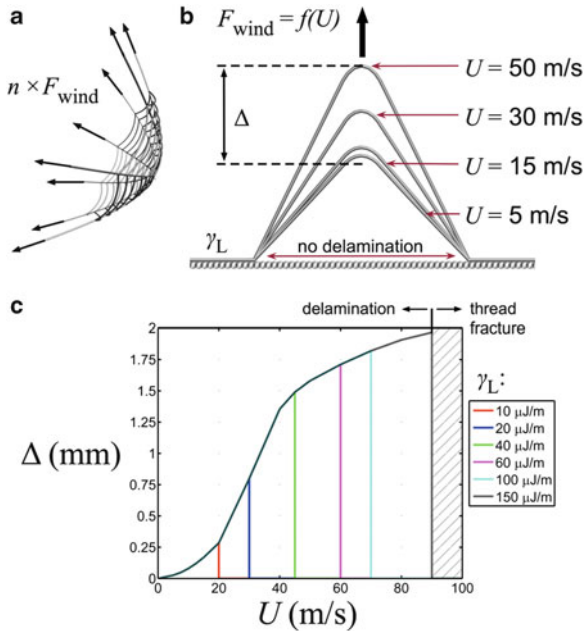 a
n × F_wind
b
F_wind = f(U)
Δ
U = 50 m/s
U = 30 m/s
U = 15 m/s
U = 5 m/s
γ_L
no delamination
c
delamination
thread
fracture
Δ (mm)
2
1.75
1.5
1.25
1
0.75
0.5
0.25
0
0 20 40 60 80 100
U (m/s)
γ_L:
10 μJ/m
20 μJ/m
40 μJ/m
60 μJ/m
100 μJ/m
150 μJ/m